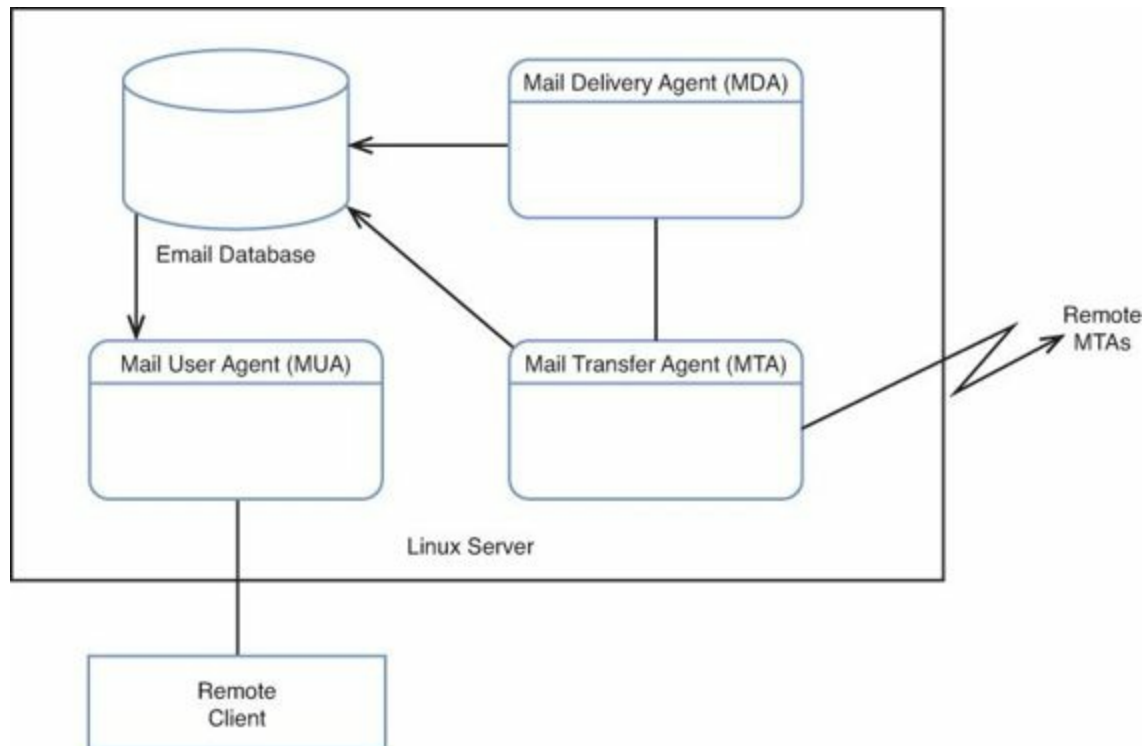 Mail Delivery Agent (MDA)
Email Database
Remote
MTAs
Mail User Agent (MUA)
Mail Transfer Agent (MTA)
Linux Server
Remote
Client